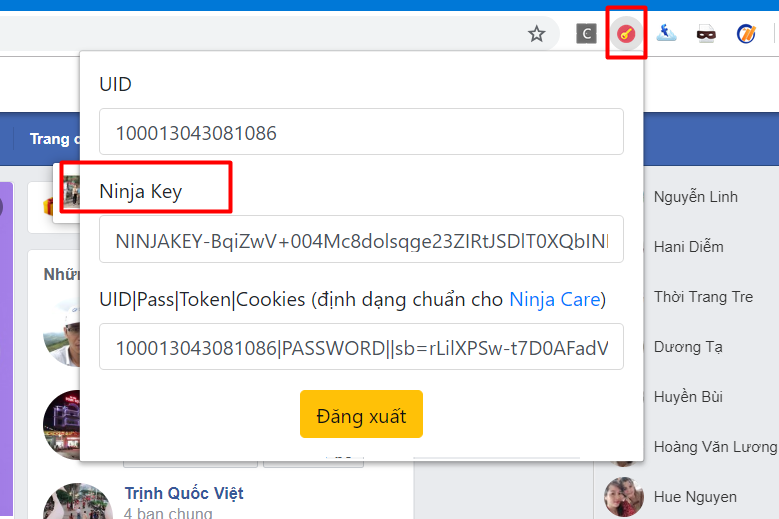 C
Trang
UID
100013043081086
Ninja Key
NINJAKEY-BqiZwV+004Mc8dolsqge23ZIRtJSDlT0XQbINI
UID|Pass|Token|Cookies (định dạng chuẩn cho Ninja Care)
100013043081086|PASSWORD||sb=rLilXPSw-t7D0AFadV
Đăng xuất
Nhữn
Trịnh Quốc Việt
4 bạn chung
Nguyễn Linh
Hani Diễm
Thời Trang Tre
Dương Tạ
Huyền Bùi
Hoàng Văn Lương
Hue Nguyen